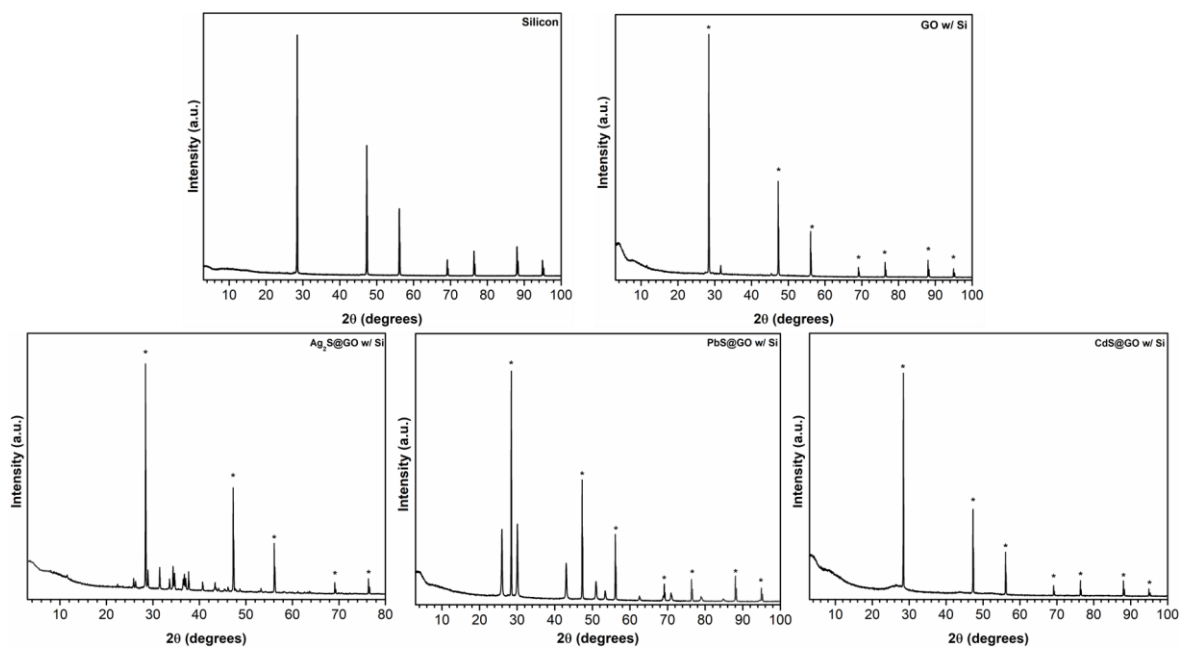 Silicon
Intensity (a.u.)
10 20 30 40 50 60 70 80 90 100
2θ (degrees)
GO w/ Si
Intensity (a.u.)
* * * * * * *
10 20 30 40 50 60 70 80 90 100
2θ (degrees)
Ag₂S@GO w/ Si
Intensity (a.u.)
* * * * *
10 20 30 40 50 60 70 80
2θ (degrees)
PbS@GO w/ Si
Intensity (a.u.)
* * * * * * *
10 20 30 40 50 60 70 80 90 100
2θ (degrees)
CdS@GO w/ Si
Intensity (a.u.)
* * * * * * *
10 20 30 40 50 60 70 80 90 100
2θ (degrees)